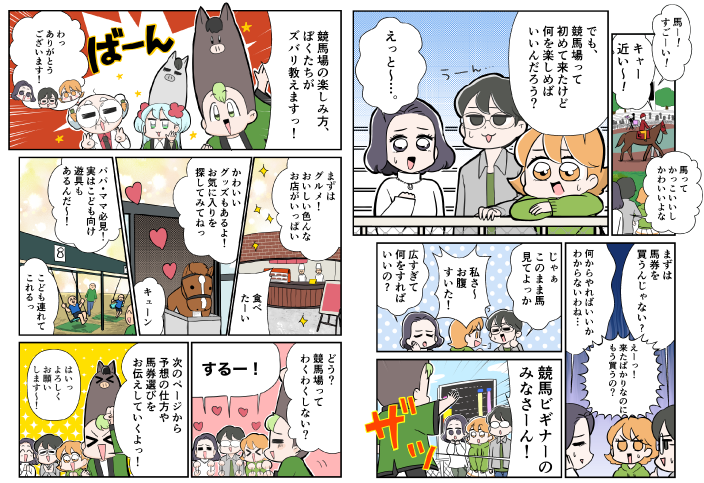 馬ー！
すごーい！
キャー
近い〜！
馬って
かっこいいし
かわいいよな
でも、
競馬場って
初めて来たけど
何を楽しめば
いいんだろう？
うーん…
えっと〜…。
まずは
馬券を
買うんじゃない？
何からやればいいか
わからないわね…
えーっ！
来たばかりなのに
もう買うの？
じゃあ
このまま馬
見てよっか
私さ〜
お腹
すいた！
広すぎて
何をすれば
いいの？
競馬ビギナーの
みなさーん！
ザッ
競馬場の楽しみ方、
ぼくたちが
ズバリ教えますっ！
ばーん
わっ
ありがとう
ございます！
まずは
グルメ！
おいしい色んな
お店がいっぱい
食べ
たーい
かわいい
グッズもあるよ！
お気に入りを
探してみてねっ
キューン
パパ・ママ必見！
実はこども向け
遊具も
あるんだ〜！
8
こども連れて
これるっ
どう？
競馬場って
わくわくしない？
するー！
次のページから
予想の仕方や
馬券選びを
お伝えしていくよっ！
はいっ
よろしく
お願い
します〜！